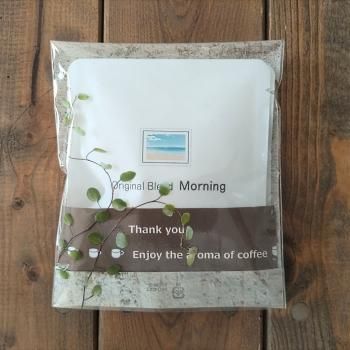 Original Blend Morning
Thank you
Enjoy the aroma of coffee